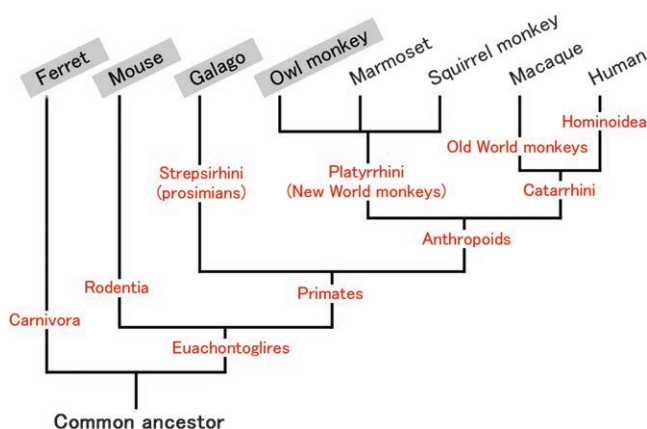 Ferret
Mouse
Galago
Owl monkey
Marmoset
Squirrel monkey
Macaque
Human
Hominoidea
Old World monkeys
Strepsirhini
(prosimians)
Platyrrhini
(New World monkeys)
Catarrhini
Anthropoids
Rodentia
Primates
Carnivora
Euachontoglires
Common ancestor